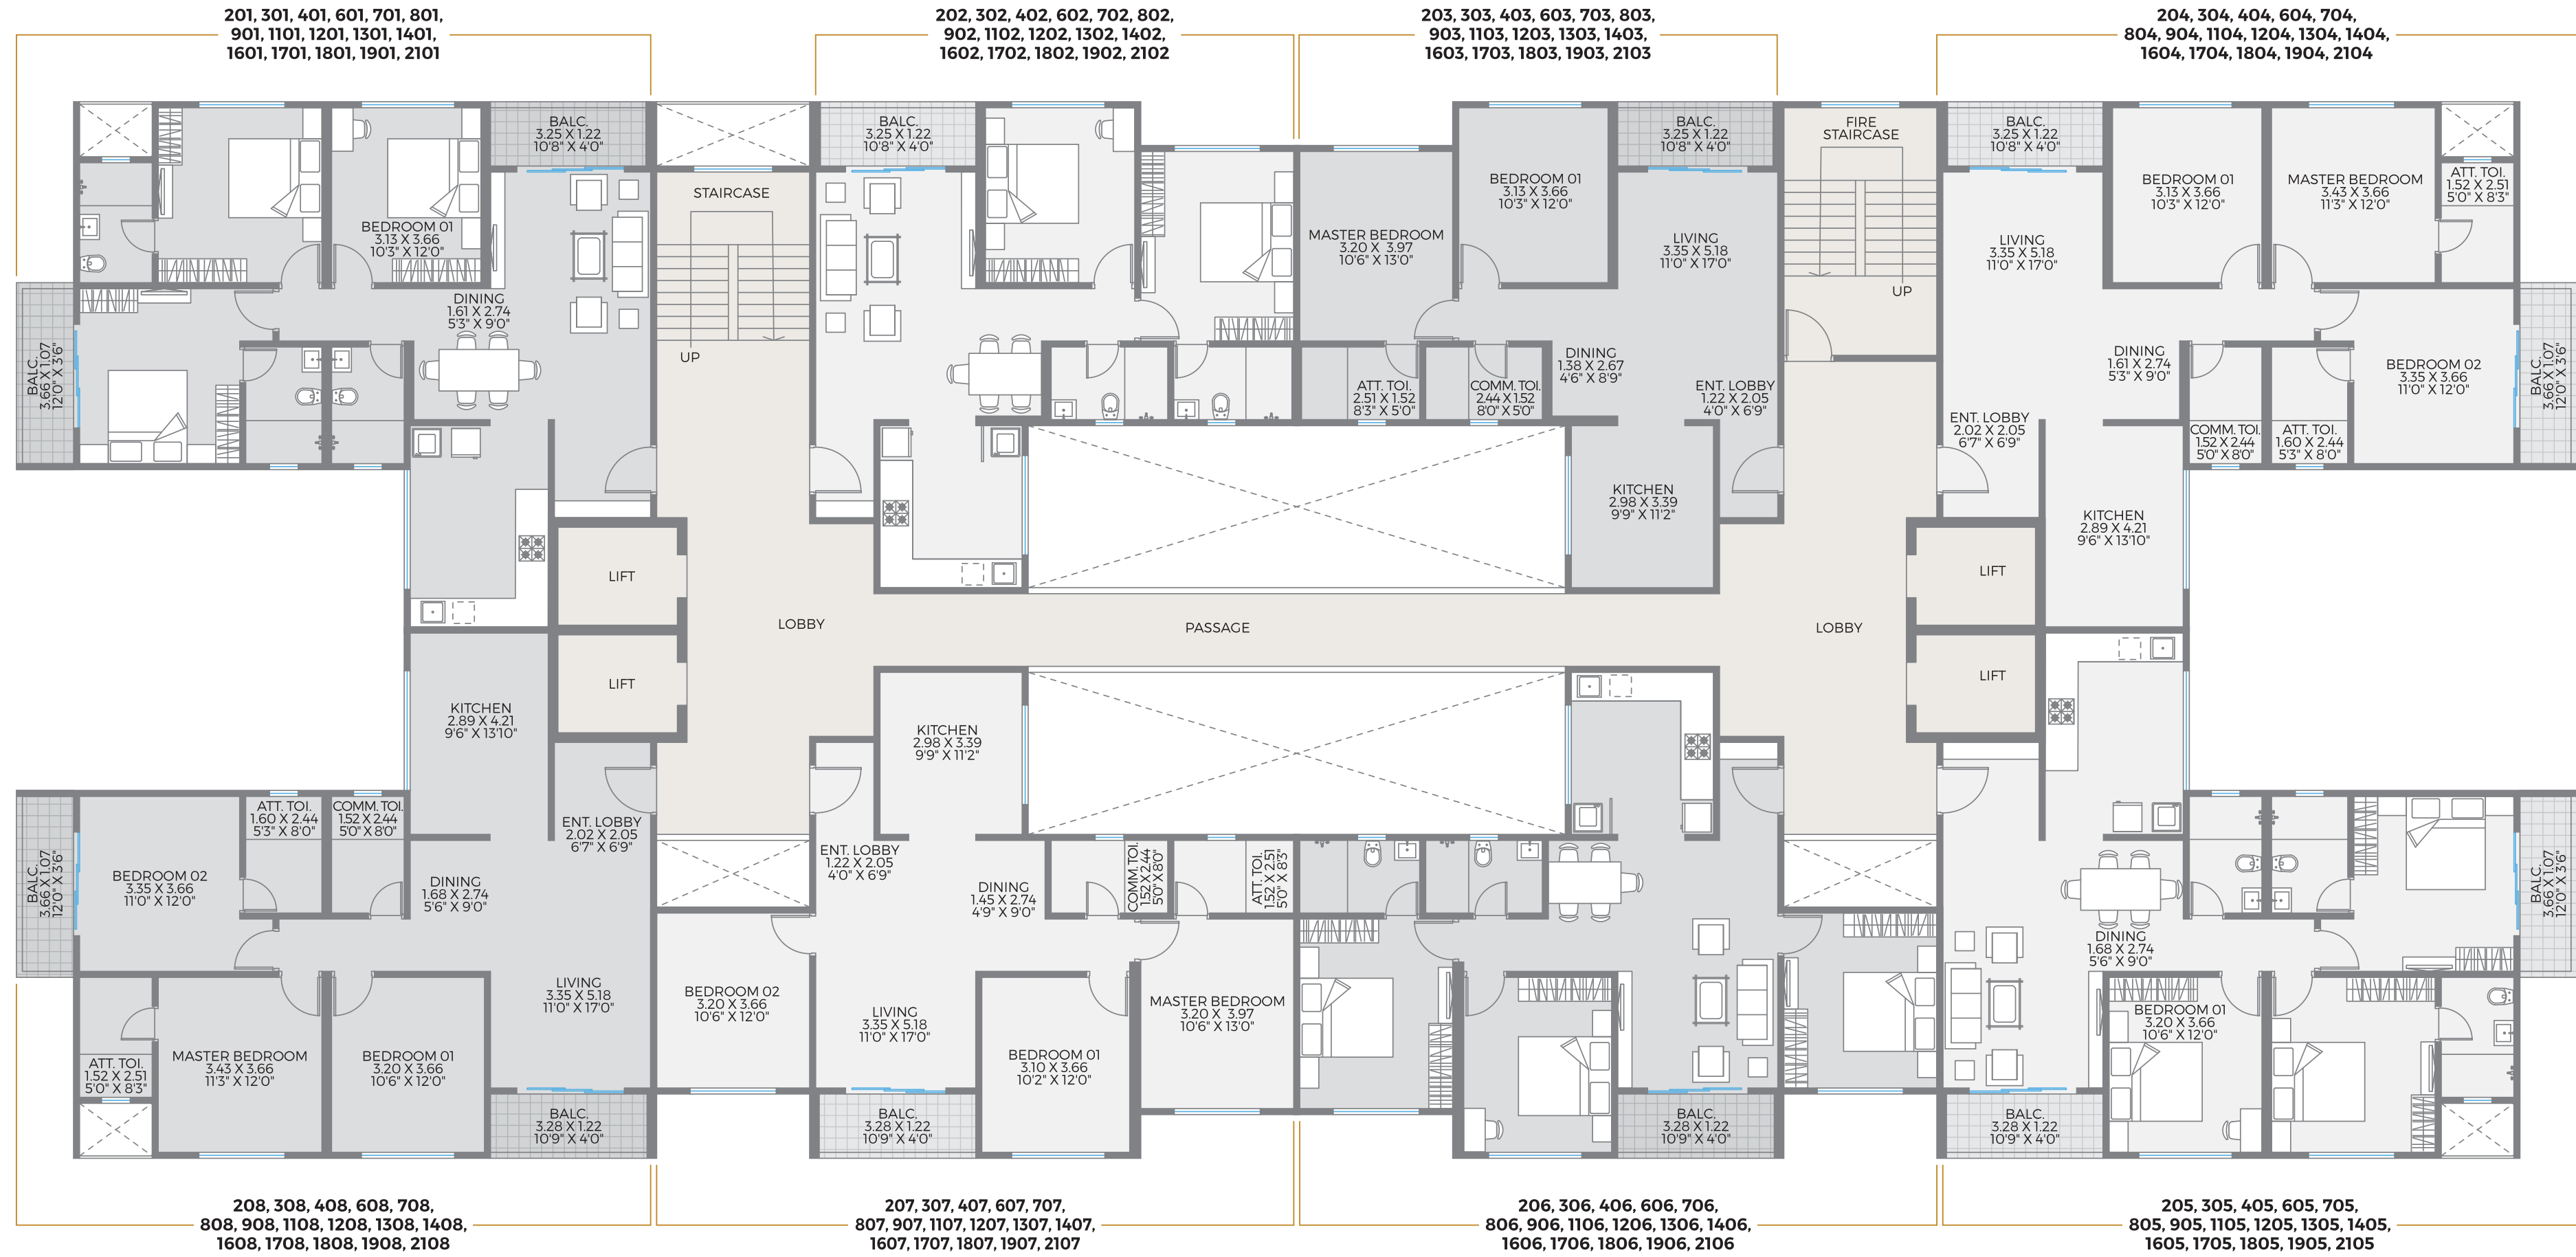 201, 301, 401, 601, 701, 801,
901, 1101, 1201, 1301, 1401,
1601, 1701, 1801, 1901, 2101
202, 302, 402, 602, 702, 802,
902, 1102, 1202, 1302, 1402,
1602, 1702, 1802, 1902, 2102
203, 303, 403, 603, 703, 803,
903, 1103, 1203, 1303, 1403,
1603, 1703, 1803, 1903, 2103
204, 304, 404, 604, 704,
804, 904, 1104, 1204, 1304, 1404,
1604, 1704, 1804, 1904, 2104
BALC.
3.25 X 1.22
10'8" X 4'0"
BEDROOM 01
3.13 X 3.66
10'3" X 12'0"
DINING
1.61 X 2.74
5'3" X 9'0"
BALC.
3.66 X 1.07
12'0" X 3'6"
STAIRCASE
UP
BALC.
3.25 X 1.22
10'8" X 4'0"
MASTER BEDROOM
3.20 X 3.97
10'6" X 13'0"
BEDROOM 01
3.13 X 3.66
10'3" X 12'0"
BALC.
3.25 X 1.22
10'8" X 4'0"
LIVING
3.35 X 5.18
11'0" X 17'0"
DINING
1.38 X 2.67
4'6" X 8'9"
ATT. TOI.
2.51 X 1.52
8'3" X 5'0"
COMM. TOI.
2.44 X 1.52
8'0" X 5'0"
ENT. LOBBY
1.22 X 2.05
4'0" X 6'9"
KITCHEN
2.98 X 3.39
9'9" X 11'2"
FIRE
STAIRCASE
UP
BALC.
3.25 X 1.22
10'8" X 4'0"
BEDROOM 01
3.13 X 3.66
10'3" X 12'0"
MASTER BEDROOM
3.43 X 3.66
11'3" X 12'0"
ATT. TOI.
1.52 X 2.51
5'0" X 8'3"
LIVING
3.35 X 5.18
11'0" X 17'0"
DINING
1.61 X 2.74
5'3" X 9'0"
BEDROOM 02
3.35 X 3.66
11'0" X 12'0"
BALC.
3.66 X 1.07
12'0" X 3'6"
ENT. LOBBY
2.02 X 2.05
6'7" X 6'9"
COMM. TOI.
1.52 X 2.44
5'0" X 8'0"
ATT. TOI.
1.60 X 2.44
5'3" X 8'0"
KITCHEN
2.89 X 4.21
9'6" X 13'10"
LIFT
LIFT
LOBBY
PASSAGE
LOBBY
LIFT
LIFT
KITCHEN
2.89 X 4.21
9'6" X 13'10"
BALC.
3.66 X 1.07
12'0" X 3'6"
BEDROOM 02
3.35 X 3.66
11'0" X 12'0"
ATT. TOI.
1.60 X 2.44
5'3" X 8'0"
COMM. TOI.
1.52 X 2.44
5'0" X 8'0"
DINING
1.68 X 2.74
5'6" X 9'0"
ENT. LOBBY
2.02 X 2.05
6'7" X 6'9"
LIVING
3.35 X 5.18
11'0" X 17'0"
ATT. TOI.
1.52 X 2.51
5'0" X 8'3"
MASTER BEDROOM
3.43 X 3.66
11'3" X 12'0"
BEDROOM 01
3.20 X 3.66
10'6" X 12'0"
BALC.
3.28 X 1.22
10'9" X 4'0"
KITCHEN
2.98 X 3.39
9'9" X 11'2"
ENT. LOBBY
1.22 X 2.05
4'0" X 6'9"
DINING
1.45 X 2.74
4'9" X 9'0"
COMM. TOI.
1.52 X 2.44
5'0" X 8'0"
ATT. TOI.
1.52 X 2.51
5'0" X 8'3"
BEDROOM 02
3.20 X 3.66
10'6" X 12'0"
LIVING
3.35 X 5.18
11'0" X 17'0"
BEDROOM 01
3.10 X 3.66
10'2" X 12'0"
MASTER BEDROOM
3.20 X 3.97
10'6" X 13'0"
BALC.
3.28 X 1.22
10'9" X 4'0"
BALC.
3.28 X 1.22
10'9" X 4'0"
DINING
1.68 X 2.74
5'6" X 9'0"
BEDROOM 01
3.20 X 3.66
10'6" X 12'0"
BALC.
3.66 X 1.07
12'0" X 3'6"
BALC.
3.28 X 1.22
10'9" X 4'0"
208, 308, 408, 608, 708,
808, 908, 1108, 1208, 1308, 1408,
1608, 1708, 1808, 1908, 2108
207, 307, 407, 607, 707,
807, 907, 1107, 1207, 1307, 1407,
1607, 1707, 1807, 1907, 2107
206, 306, 406, 606, 706,
806, 906, 1106, 1206, 1306, 1406,
1606, 1706, 1806, 1906, 2106
205, 305, 405, 605, 705,
805, 905, 1105, 1205, 1305, 1405,
1605, 1705, 1805, 1905, 2105